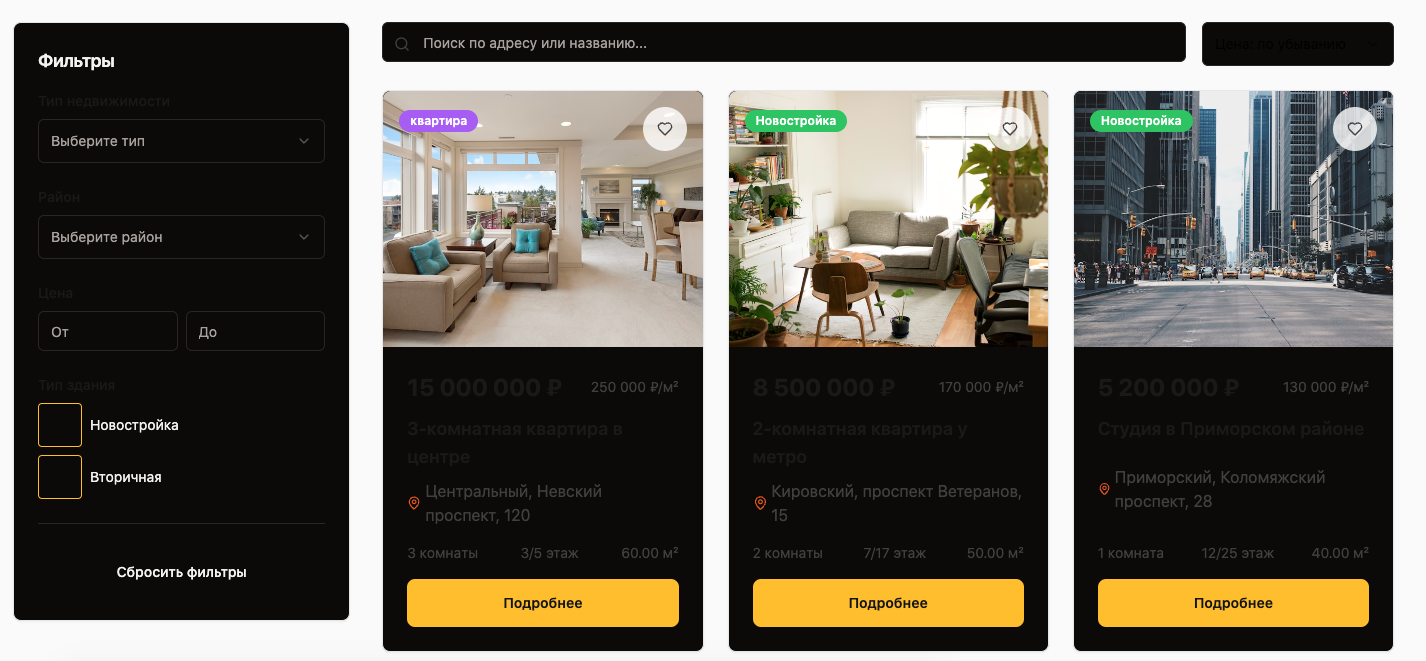 Фильтры
Тип недвижимости
Выберите тип
Район
Выберите район
Цена
От
До
Тип здания
Новостройка
Вторичная
Сбросить фильтры
Поиск по адресу или названию...
Цена: по убыванию
квартира
15 000 000 ₽
250 000 ₽/м²
3-комнатная квартира в
центре
Центральный, Невский
проспект, 120
3 комнаты
3/5 этаж
60.00 м²
Подробнее
Новостройка
8 500 000 ₽
170 000 ₽/м²
2-комнатная квартира у
метро
Кировский, проспект Ветеранов,
15
2 комнаты
7/17 этаж
50.00 м²
Подробнее
Новостройка
5 200 000 ₽
130 000 ₽/м²
Студия в Приморском районе
Приморский, Коломяжский
проспект, 28
1 комната
12/25 этаж
40.00 м²
Подробнее